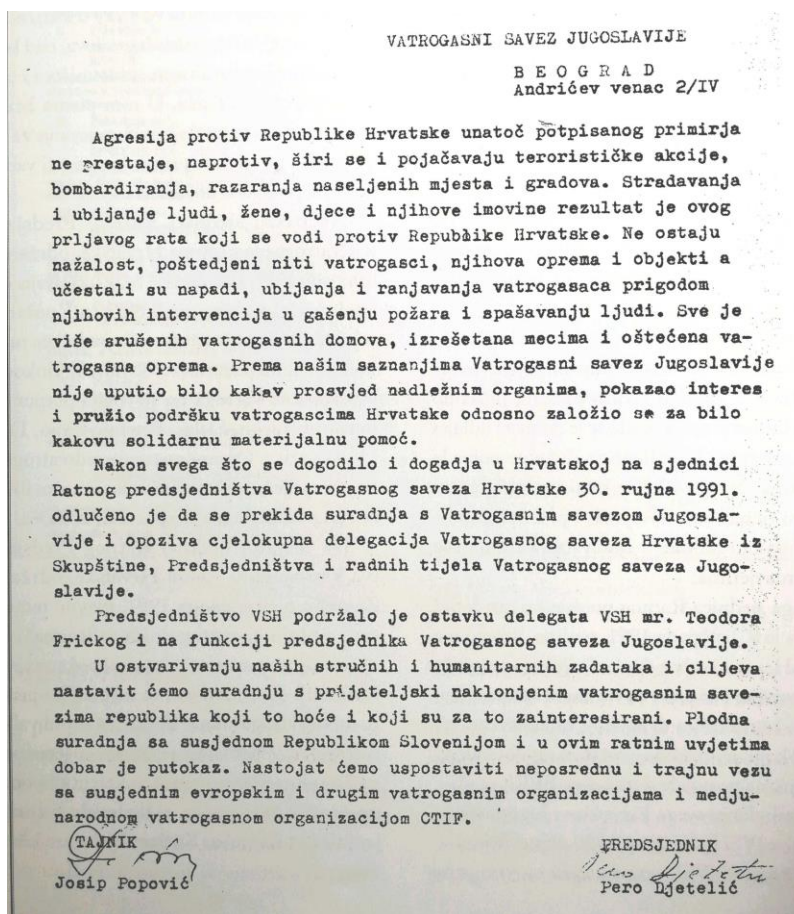 VATROGASNI SAVEZ JUGOSLAVIJE
B E O G R A D
Andrićev venac 2/IV
Agresija protiv Republike Hrvatske unatoč potpisanog primirja
ne prestaje, naprotiv, širi se i pojačavaju terorističke akcije,
bombardiranja, razaranja naseljenih mjesta i gradova. Stradavanja
i ubijanje ljudi, žene, djece i njihove imovine rezultat je ovog
prljavog rata koji se vodi protiv Republike Hrvatske. Ne ostaju
nažalost, poštedjeni niti vatrogasci, njihova oprema i objekti a
učestali su napadi, ubijanja i ranjavanja vatrogasaca prigodom
njihovih intervencija u gašenju požara i spašavanju ljudi. Sve je
više srušenih vatrogasnih domova, izrešetana mecima i oštećena va-
trogasna oprema. Prema našim saznanjima Vatrogasni savez Jugoslavije
nije uputio bilo kakav prosvjed nadležnim organima, pokazao interes
i pružio podršku vatrogascima Hrvatske odnosno založio se za bilo
kakovu solidarnu materijalnu pomoć.
Nakon svega što se dogodilo i dogadja u Hrvatskoj na sjednici
Ratnog predsjedništva Vatrogasnog saveza Hrvatske 30. rujna 1991.
odlučeno je da se prekida suradnja s Vatrogasnim savezom Jugosla-
vije i opoziva cjelokupna delegacija Vatrogasnog saveza Hrvatske iz
Skupštine, Predsjedništva i radnih tijela Vatrogasnog saveza Jugo-
slavije.
Predsjedništvo VSH podržalo je ostavku delegata VSH mr. Teodora
Frickog i na funkciji predsjednika Vatrogasnog saveza Jugoslavije.
U ostvarivanju naših stručnih i humanitarnih zadataka i ciljeva
nastavit ćemo suradnju s prijateljski naklonjenim vatrogasnim save-
zima republika koji to hoće i koji su za to zainteresirani. Plodna
suradnja sa susjednom Republikom Slovenijom i u ovim ratnim uvjetima
dobar je putokaz. Nastojat ćemo uspostaviti neposrednu i trajnu vezu
sa susjednim evropskim i drugim vatrogasnim organizacijama i medju-
narodnom vatrogasnom organizacijom CTIF.
TAJNIK PREDSJEDNIK
Josip Popović Pero Djetelić